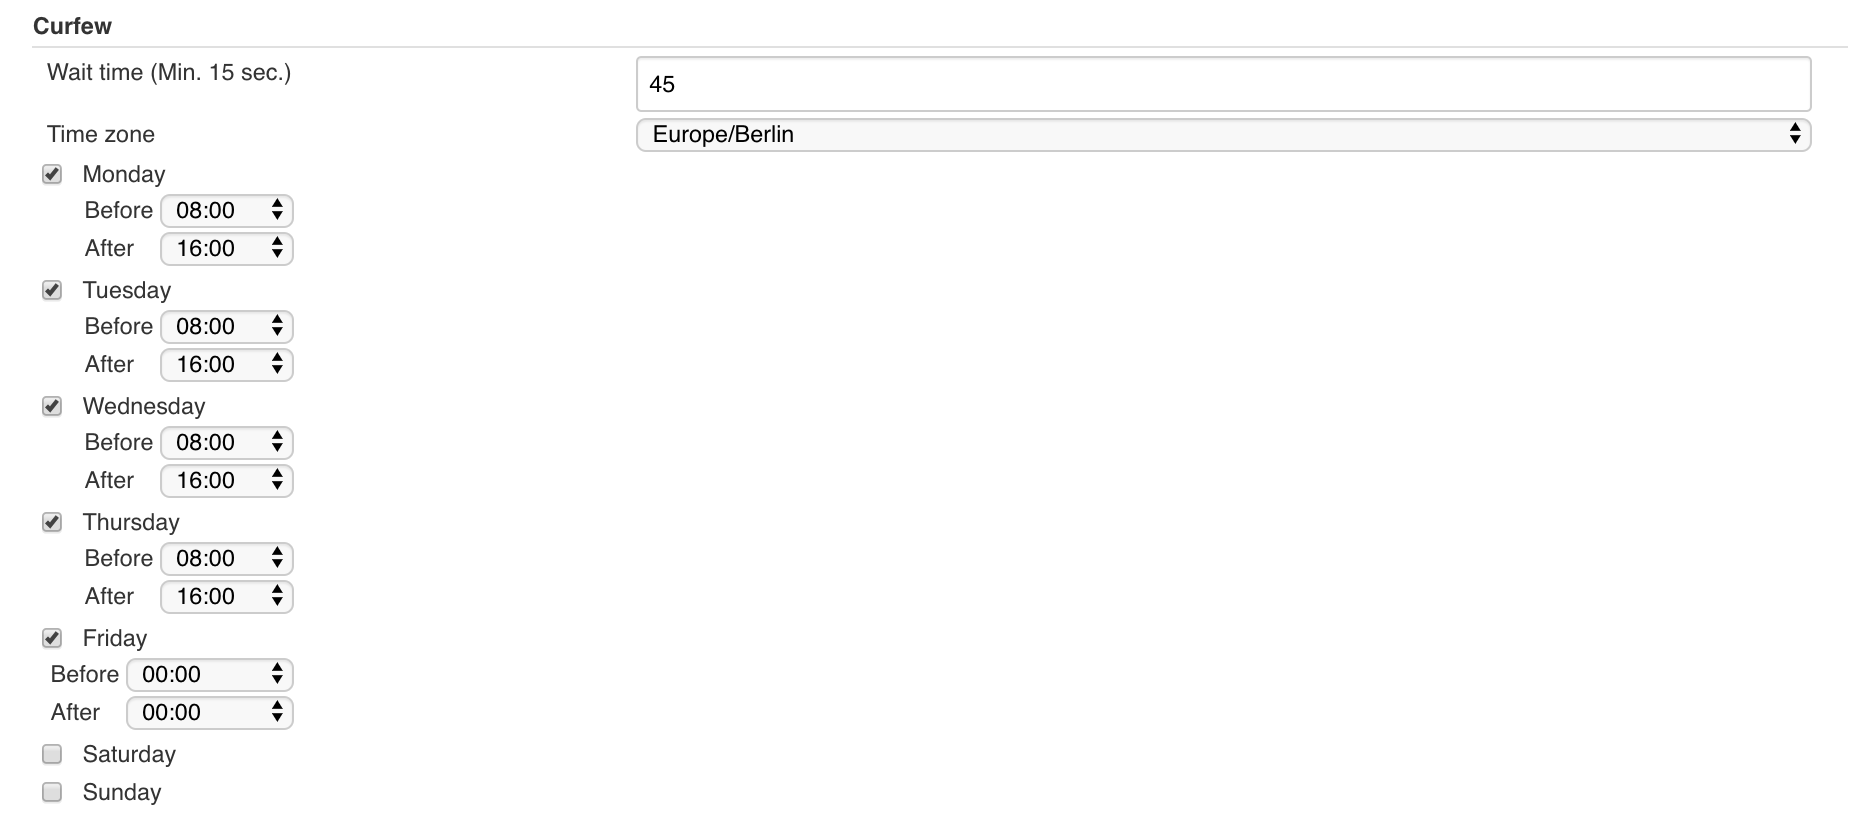 Curfew
Wait time (Min. 15 sec.) 45
Time zone Europe/Berlin
Monday
Before 08:00
After 16:00
Tuesday
Before 08:00
After 16:00
Wednesday
Before 08:00
After 16:00
Thursday
Before 08:00
After 16:00
Friday
Before 00:00
After 00:00
Saturday
Sunday